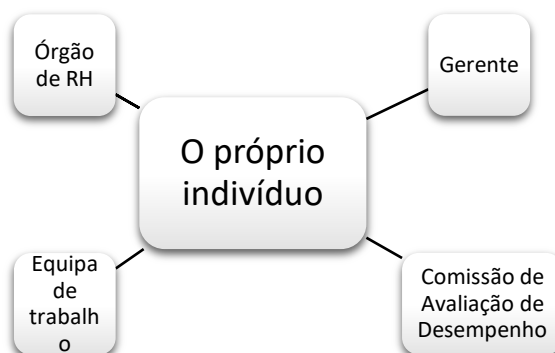 Órgão
de RH
Gerente
O próprio
indivíduo
Equipa
de
trabalh
o
Comissão de
Avaliação de
Desempenho